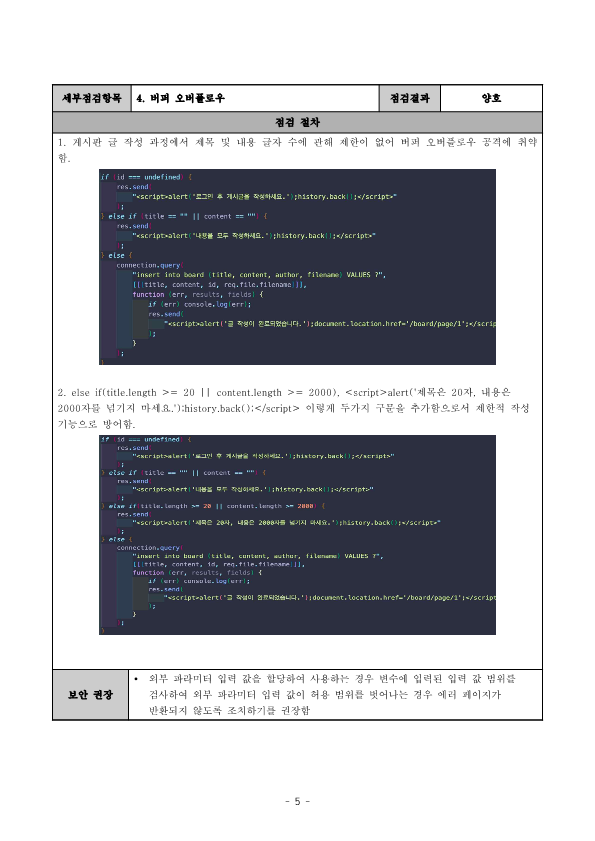 세부점검항목
4. 버퍼 오버플로우
점검결과
양호
점검 절차
1. 게시판 글 작성 과정에서 제목 및 내용 글자 수에 관해 제한이 없어 버퍼 오버플로우 공격에 취약
함.
if (id === undefined) {
res.send(
"<script>alert("로그인 후 게시글을 작성하세요.");history.back();</script>"
);
} else if (title == "" || content == "") {
res.send(
"<script>alert("내용을 모두 작성하세요.");history.back();</script>"
);
} else {
connection.query(
"insert into board (title, content, author, filename) VALUES ?",
[[[title, content, id, req.file.filename]]],
function (err, results, fields) {
if (err) console.log(err);
res.send(
"<script>alert('글 작성이 완료되었습니다.');document.location.href='/board/page/1';</scrip
);
}
);
}
2. else if(title.length >= 20 || content.length >= 2000), <script>alert('제목은 20자, 내용은
2000자를 넘기지 마세요.');history.back();</script> 이렇게 두가지 구문을 추가함으로서 제한적 작성
기능으로 방어함.
if (id === undefined) {
res.send(
"<script>alert('로그인 후 게시글을 작성하세요.');history.back();</script>"
);
} else if (title == "" || content == "") {
res.send(
"<script>alert('내용을 모두 작성하세요.');history.back();</script>"
);
} else if(title.length >= 20 || content.length >= 2000) {
res.send(
"<script>alert('제목은 20자, 내용은 2000자를 넘기지 마세요.');history.back();</script>"
);
} else {
connection.query(
"insert into board (title, content, author, filename) VALUES ?",
[[[title, content, id, req.file.filename]]],
function (err, results, fields) {
if (err) console.log(err);
res.send(
"<script>alert('글 작성이 완료되었습니다.');document.location.href='/board/page/1';</script
);
}
);
}
보안 권장
• 외부 파라미터 입력 값을 할당하여 사용하는 경우 변수에 입력된 입력 값 범위를
검사하여 외부 파라미터 입력 값이 허용 범위를 벗어나는 경우 에러 페이지가
반환되지 않도록 조치하기를 권장함
- 5 -